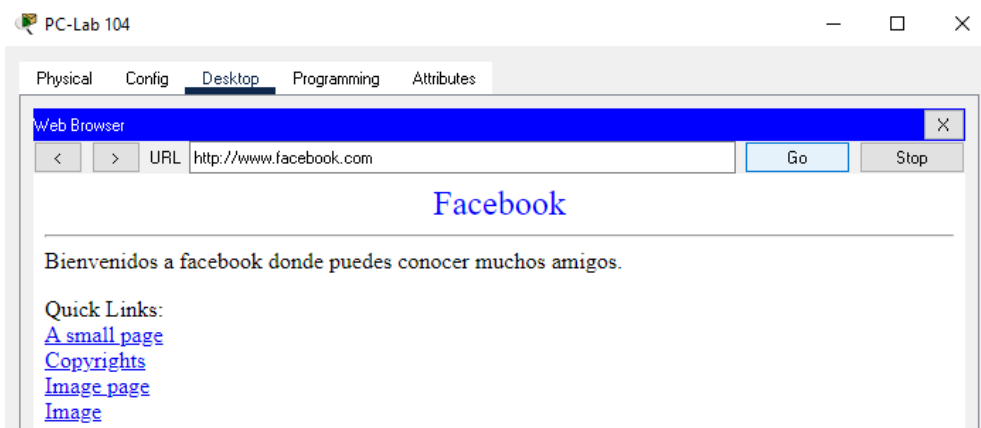 PC-Lab 104
Physical Config Desktop Programming Attributes
Web Browser X
< > URL http://www.facebook.com Go Stop
Facebook
Bienvenidos a facebook donde puedes conocer muchos amigos.
Quick Links:
A small page
Copyrights
Image page
Image